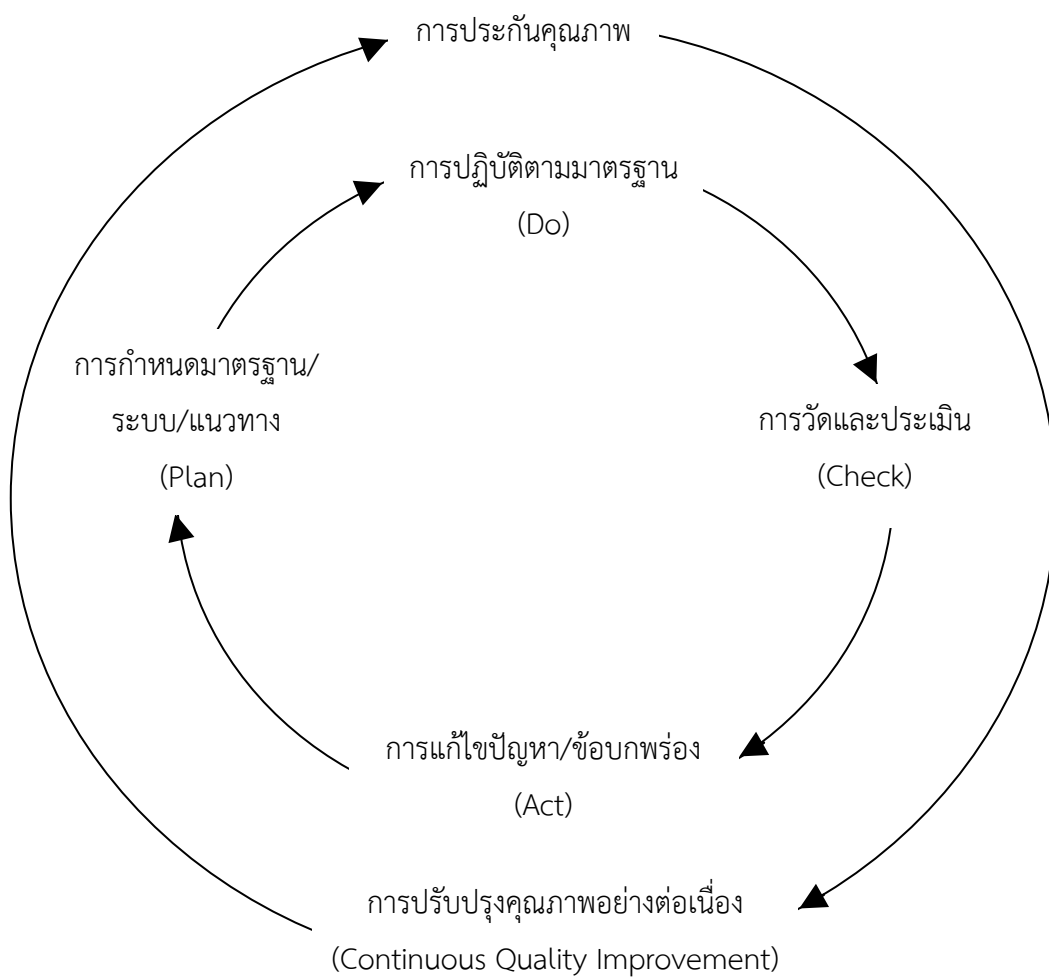 การประกันคุณภาพ
การปฏิบัติตามมาตรฐาน
(Do)
การกำหนดมาตรฐาน/
ระบบ/แนวทาง
(Plan)
การวัดและประเมิน
(Check)
การแก้ไขปัญหา/ข้อบกพร่อง
(Act)
การปรับปรุงคุณภาพอย่างต่อเนื่อง
(Continuous Quality Improvement)